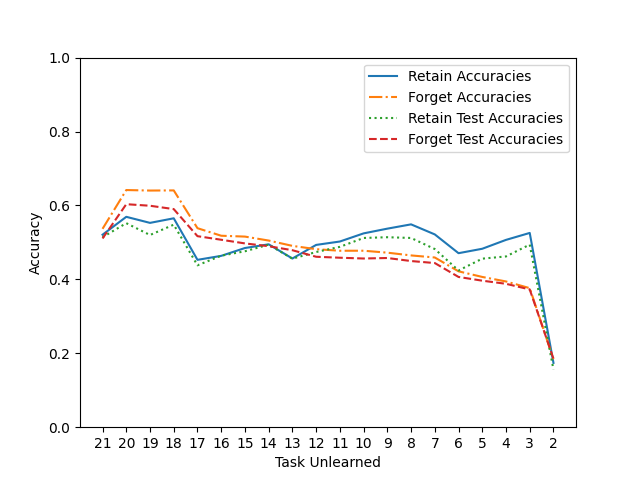 1.0
0.8
0.6
0.4
0.2
0.0
Accuracy
Retain Accuracies
Forget Accuracies
Retain Test Accuracies
Forget Test Accuracies
21 20 19 18 17 16 15 14 13 12 11 10 9 8 7 6 5 4 3 2
Task Unlearned